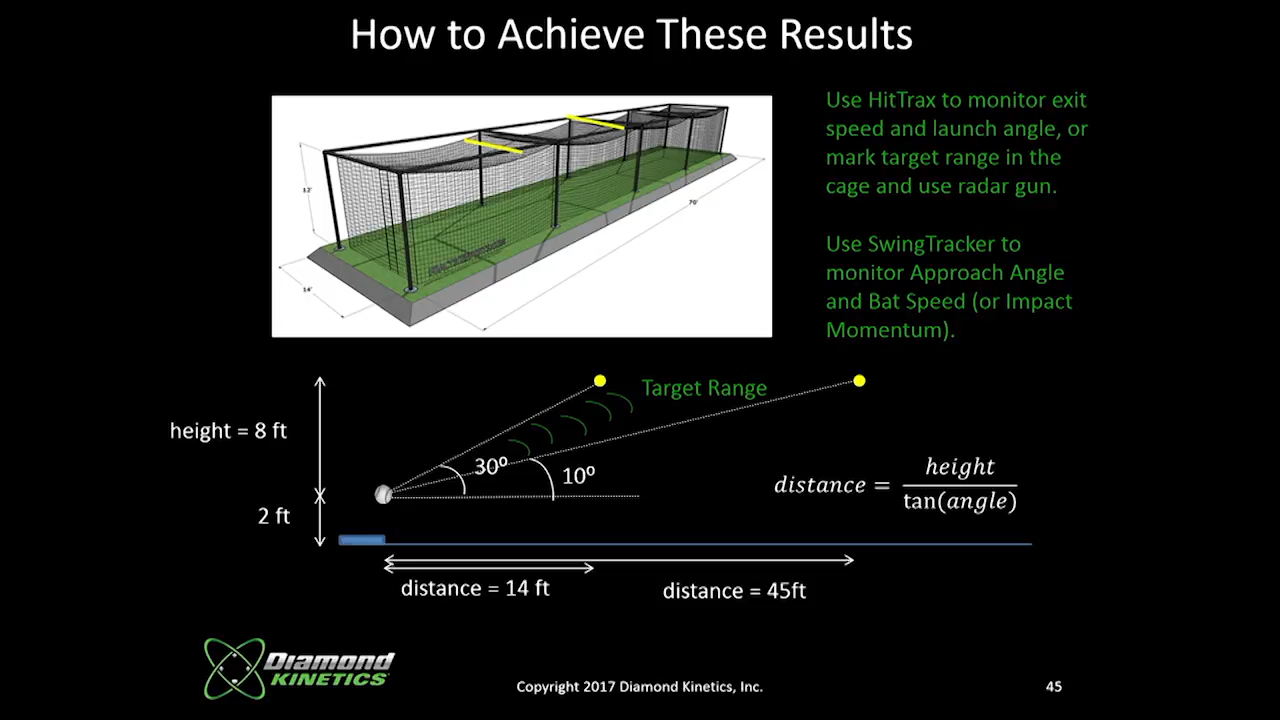 How to Achieve These Results
Use HitTrax to monitor exit
speed and launch angle, or
mark target range in the
cage and use radar gun.
Use SwingTracker to
monitor Approach Angle
and Bat Speed (or Impact
Momentum).
12'
14'
70'
Target Range
height = 8 ft
30º
10º
2 ft
distance = height / tan(angle)
distance = 14 ft
distance = 45ft
Diamond
KINETICS
Copyright 2017 Diamond Kinetics, Inc.
45